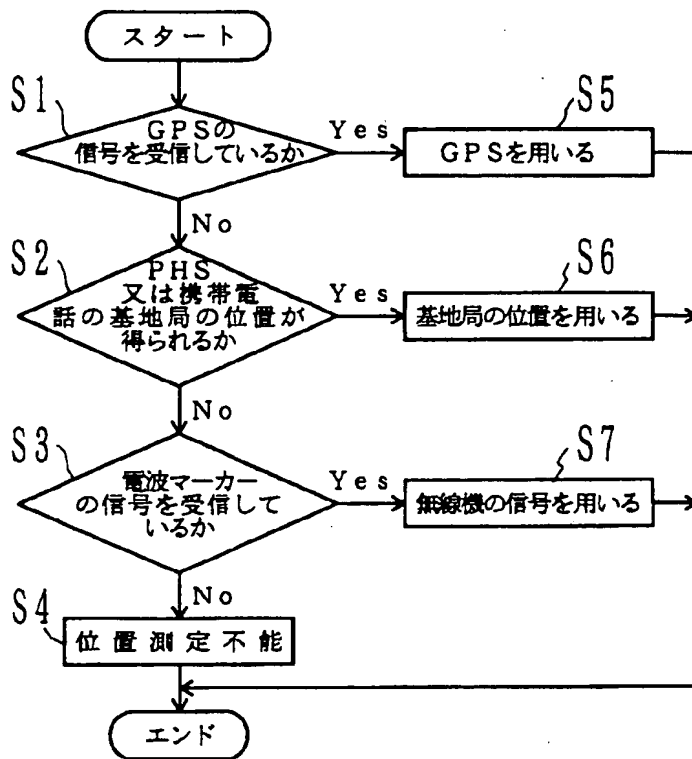 スタート
S1
GPSの
信号を受信しているか
Yes
S5
GPSを用いる
No
S2
PHS
又は携帯電
話の基地局の位置が
得られるか
Yes
S6
基地局の位置を用いる
No
S3
電波マーカー
の信号を受信して
いるか
Yes
S7
無線機の信号を用いる
No
S4
位置測定不能
エンド